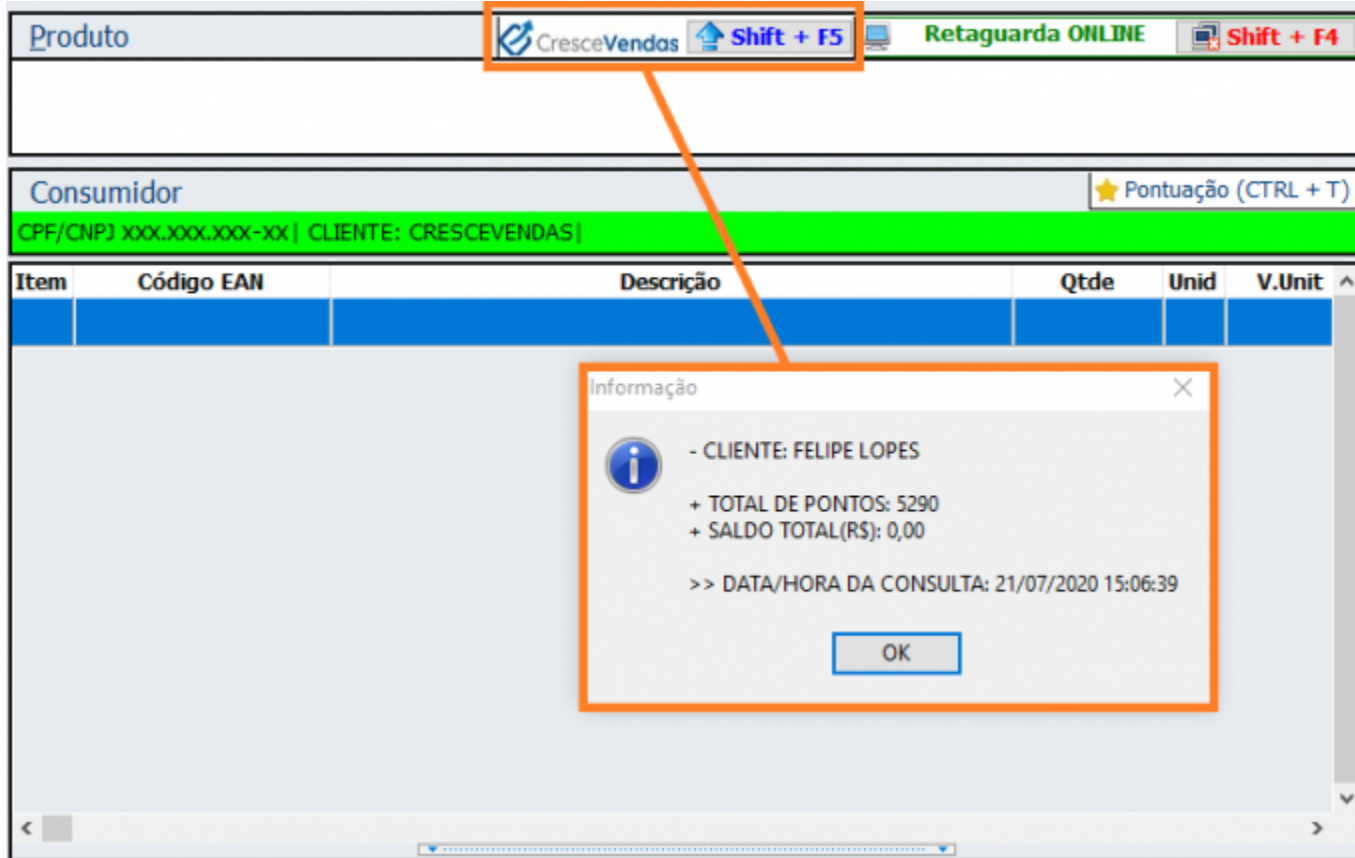 Produto
CresceVendas Shift + F5 Retaguarda ONLINE Shift + F4
Consumidor
Pontuação (CTRL + T)
CPF/CNPJ xxx.xxx.xxx-xx| CLIENTE: CRESCEVENDAS|
Item Código EAN Descrição Qtde Unid V.Unit
Informação
- CLIENTE: FELIPE LOPES
+ TOTAL DE PONTOS: 5290
+ SALDO TOTAL(R$): 0,00
>> DATA/HORA DA CONSULTA: 21/07/2020 15:06:39
OK